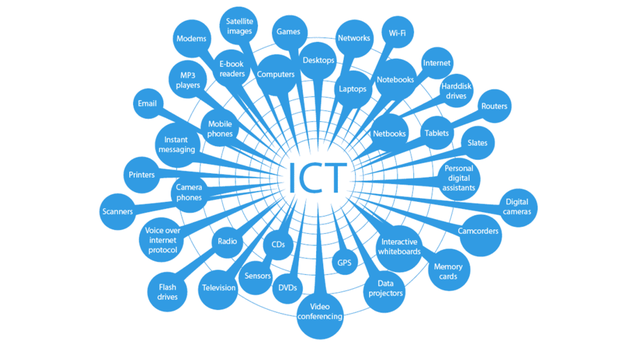 Satellite
images
Games
Modems
Networks
Wi-Fi
Desktops
E-book
readers
Computers
Internet
MP3
players
Laptops
Notebooks
Harddisk
drives
Email
Mobile
phones
Routers
Netbooks
Tablets
Instant
messaging
Slates
Printers
ICT
Personal
digital
assistants
Camera
phones
Scanners
Digital
cameras
Voice over
internet
protocol
Radio
CDs
Interactive
whiteboards
Camcorders
GPS
Memory
cards
Sensors
Flash
drives
Television
DVDs
Data
projectors
Video
conferencing